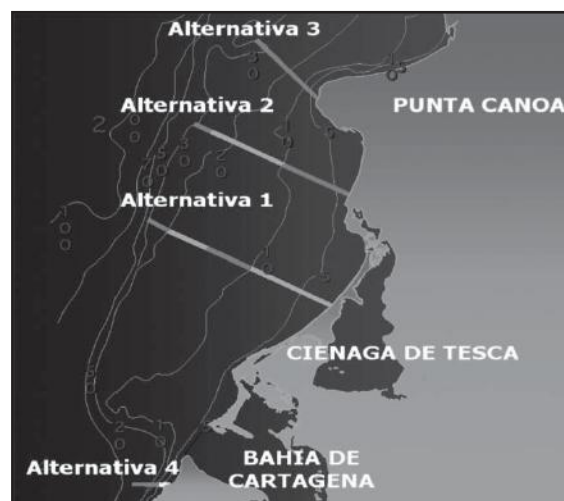 Alternativa 3
PUNTA CANOA
Alternativa 2
Alternativa 1
CIENAGA DE TESCA
BAHIA DE
CARTAGENA
Alternativa 4